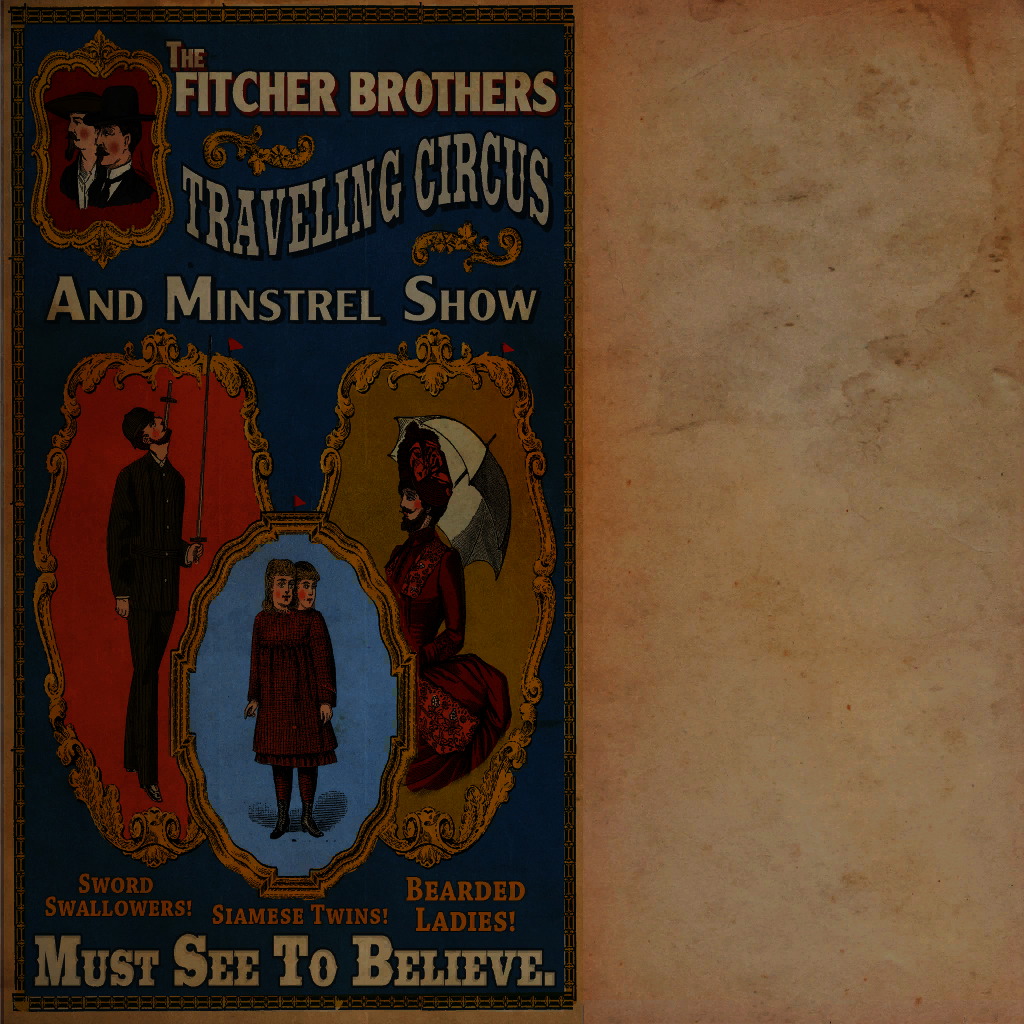 THE
FITCHER BROTHERS
TRAVELING CIRCUS
AND MINSTREL SHOW
SWORD
SWALLOWERS!
SIAMESE TWINS!
BEARDED
LADIES!
MUST SEE TO BELIEVE.